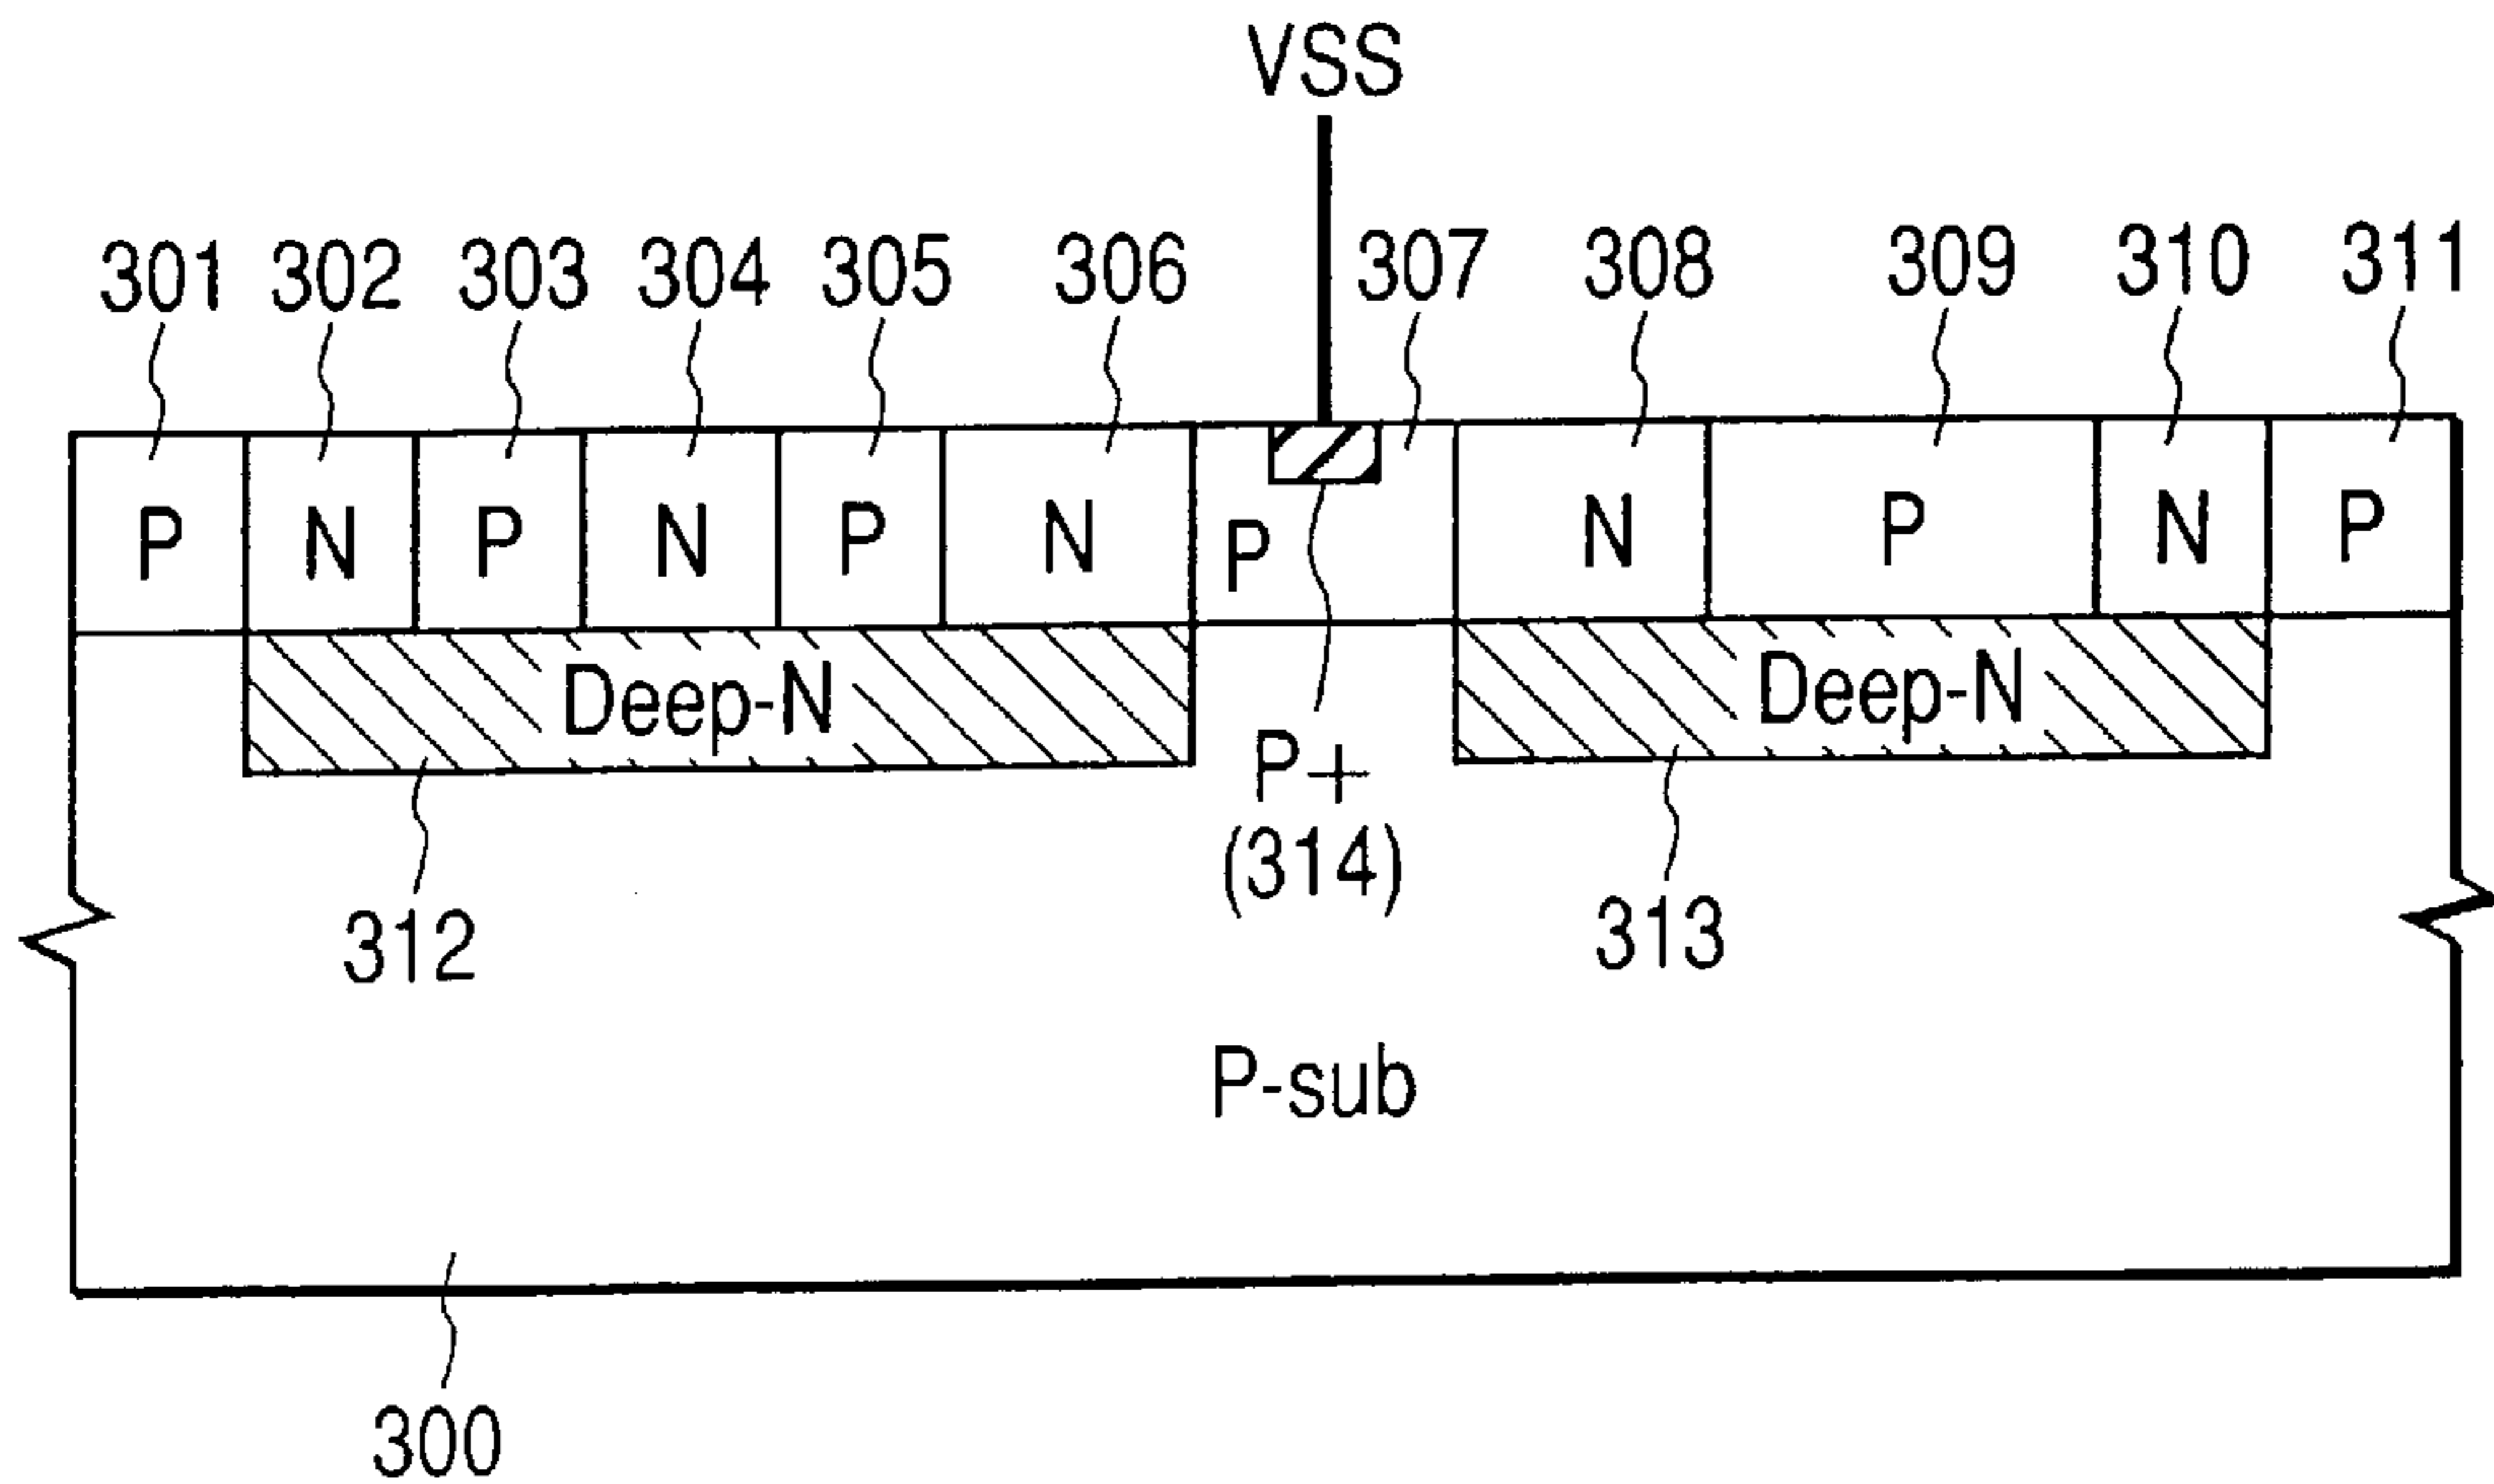 VSS
301 302 303 304 305 306 307 308 309 310 311
P N P N P N P N P N P
Deep-N Deep-N
P+
(314)
312 313
P-sub
300